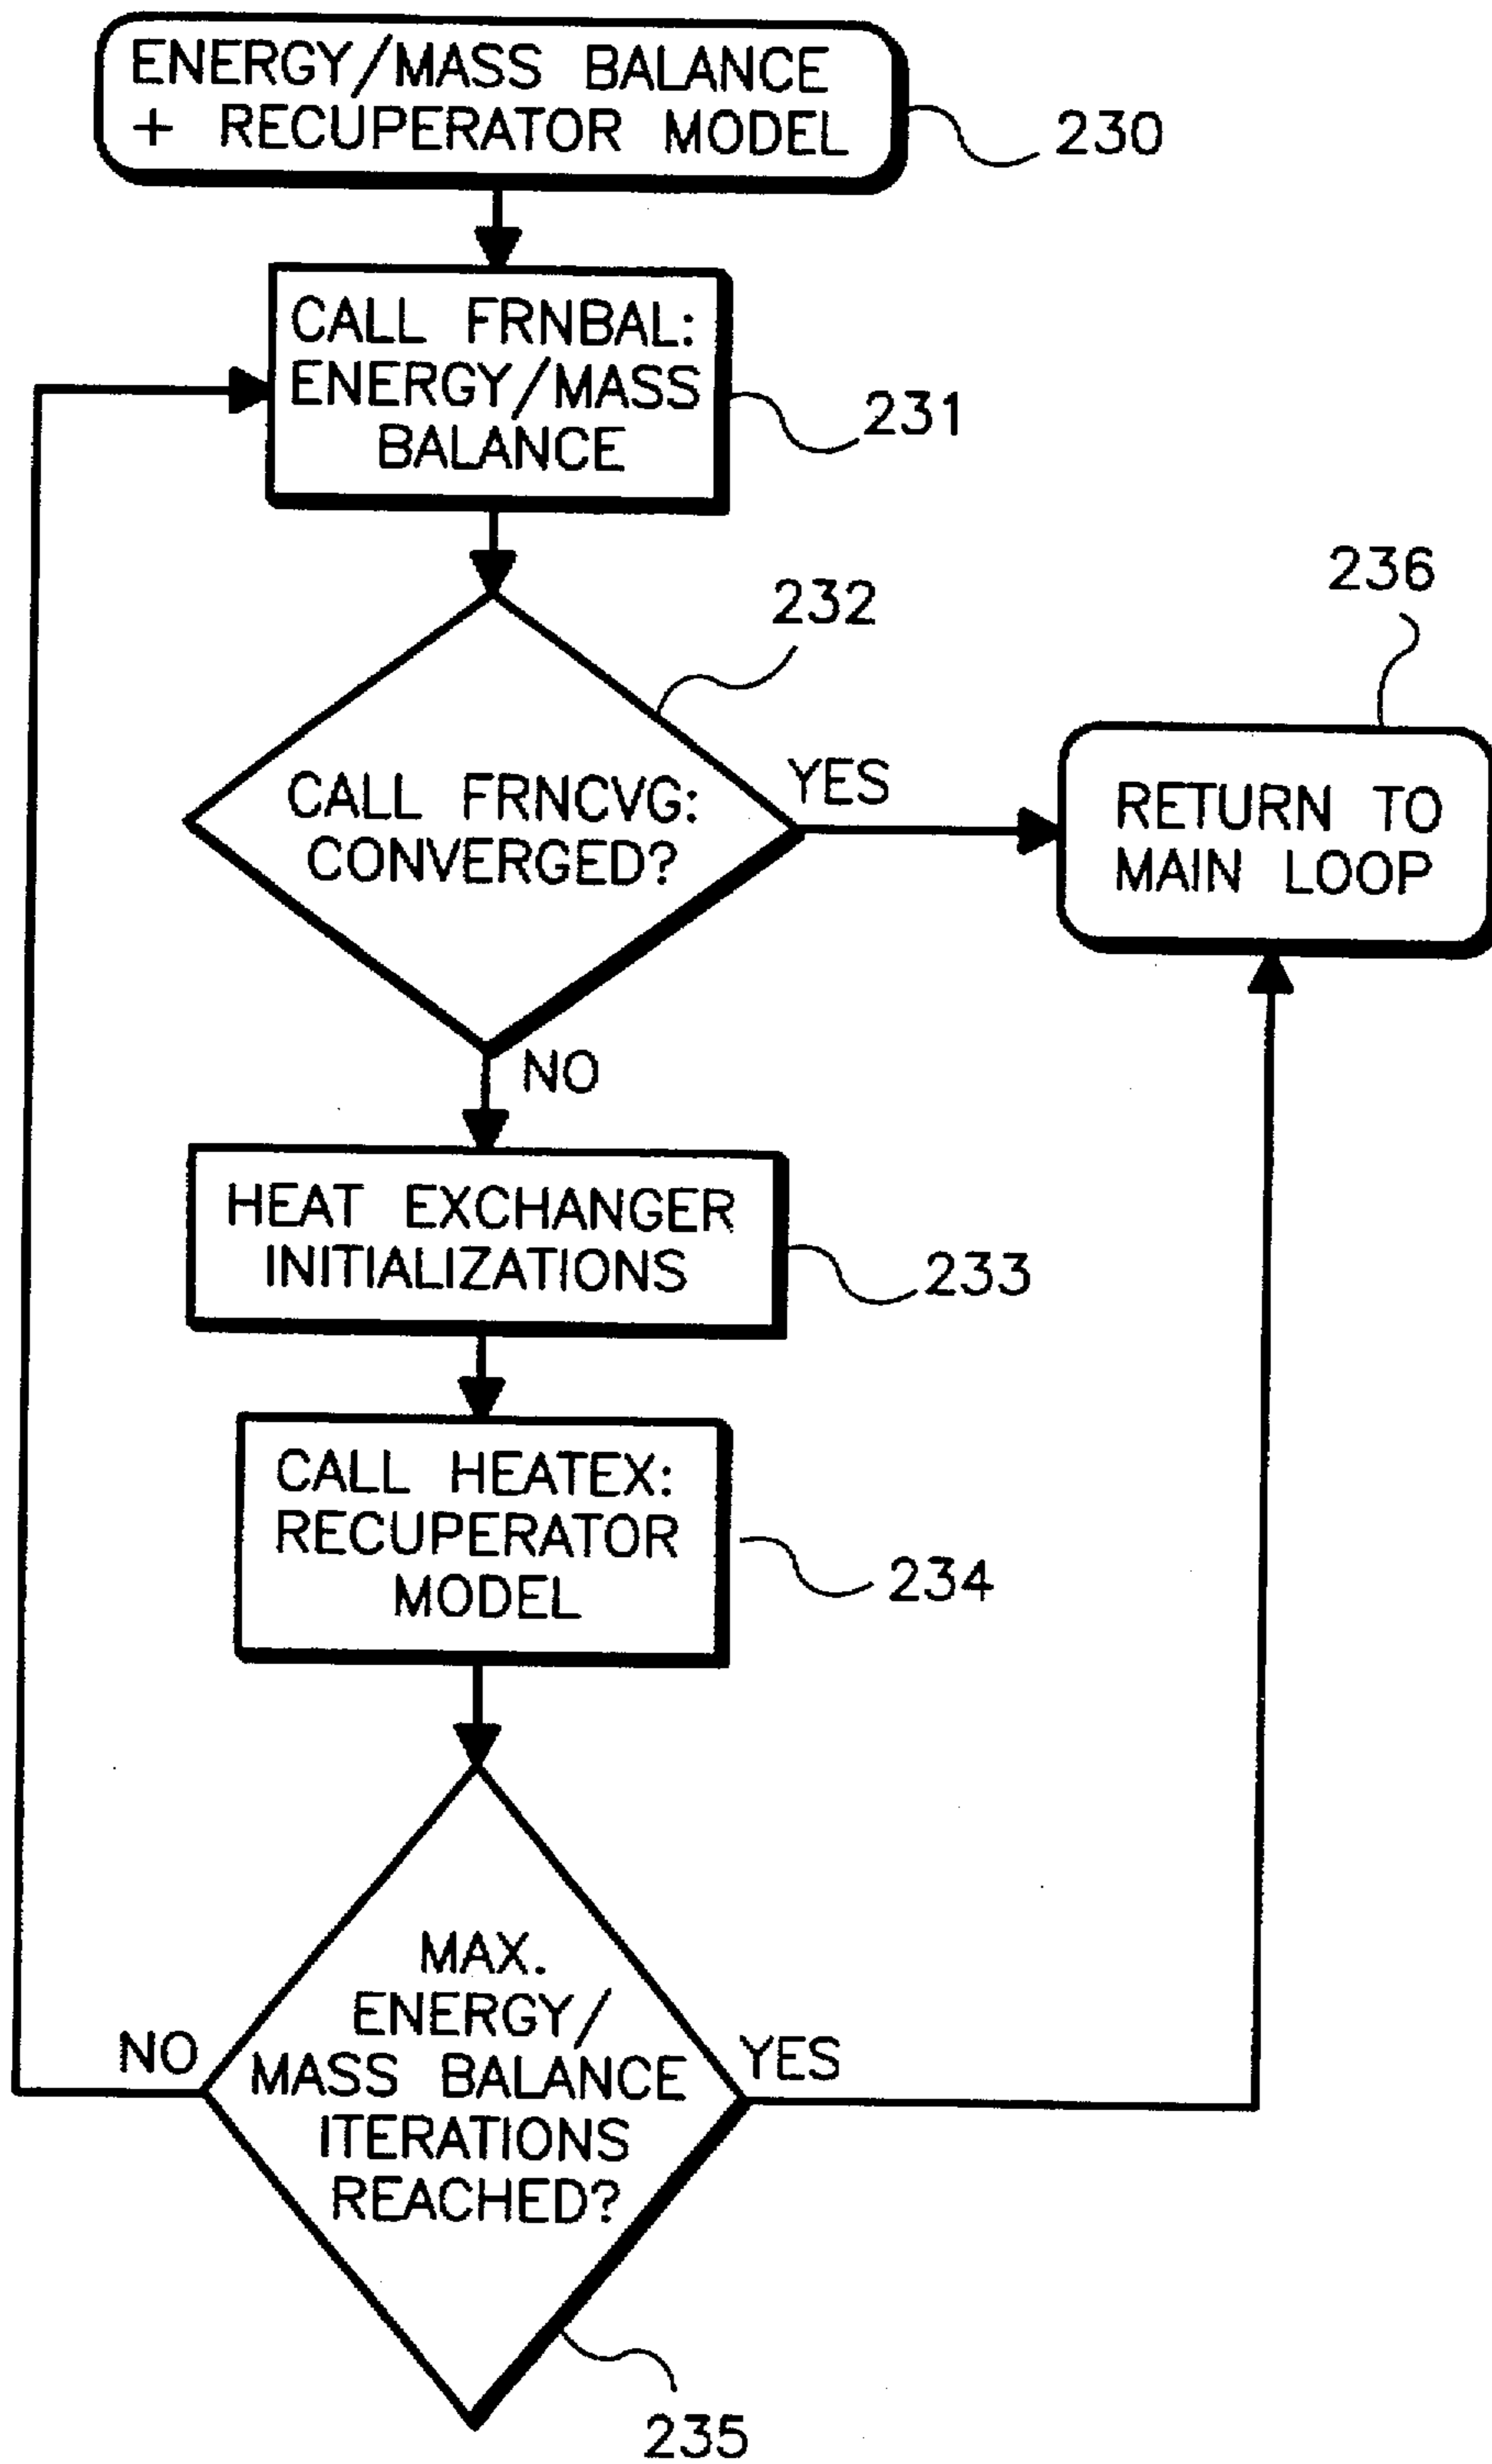 ENERGY/MASS BALANCE
+ RECUPERATOR MODEL
230
CALL FRNBAL:
ENERGY/MASS
BALANCE
231
232
236
CALL FRNCVG:
CONVERGED?
YES
RETURN TO
MAIN LOOP
NO
HEAT EXCHANGER
INITIALIZATIONS
233
CALL HEATEX:
RECUPERATOR
MODEL
234
MAX.
ENERGY/
MASS BALANCE
ITERATIONS
REACHED?
NO
YES
235